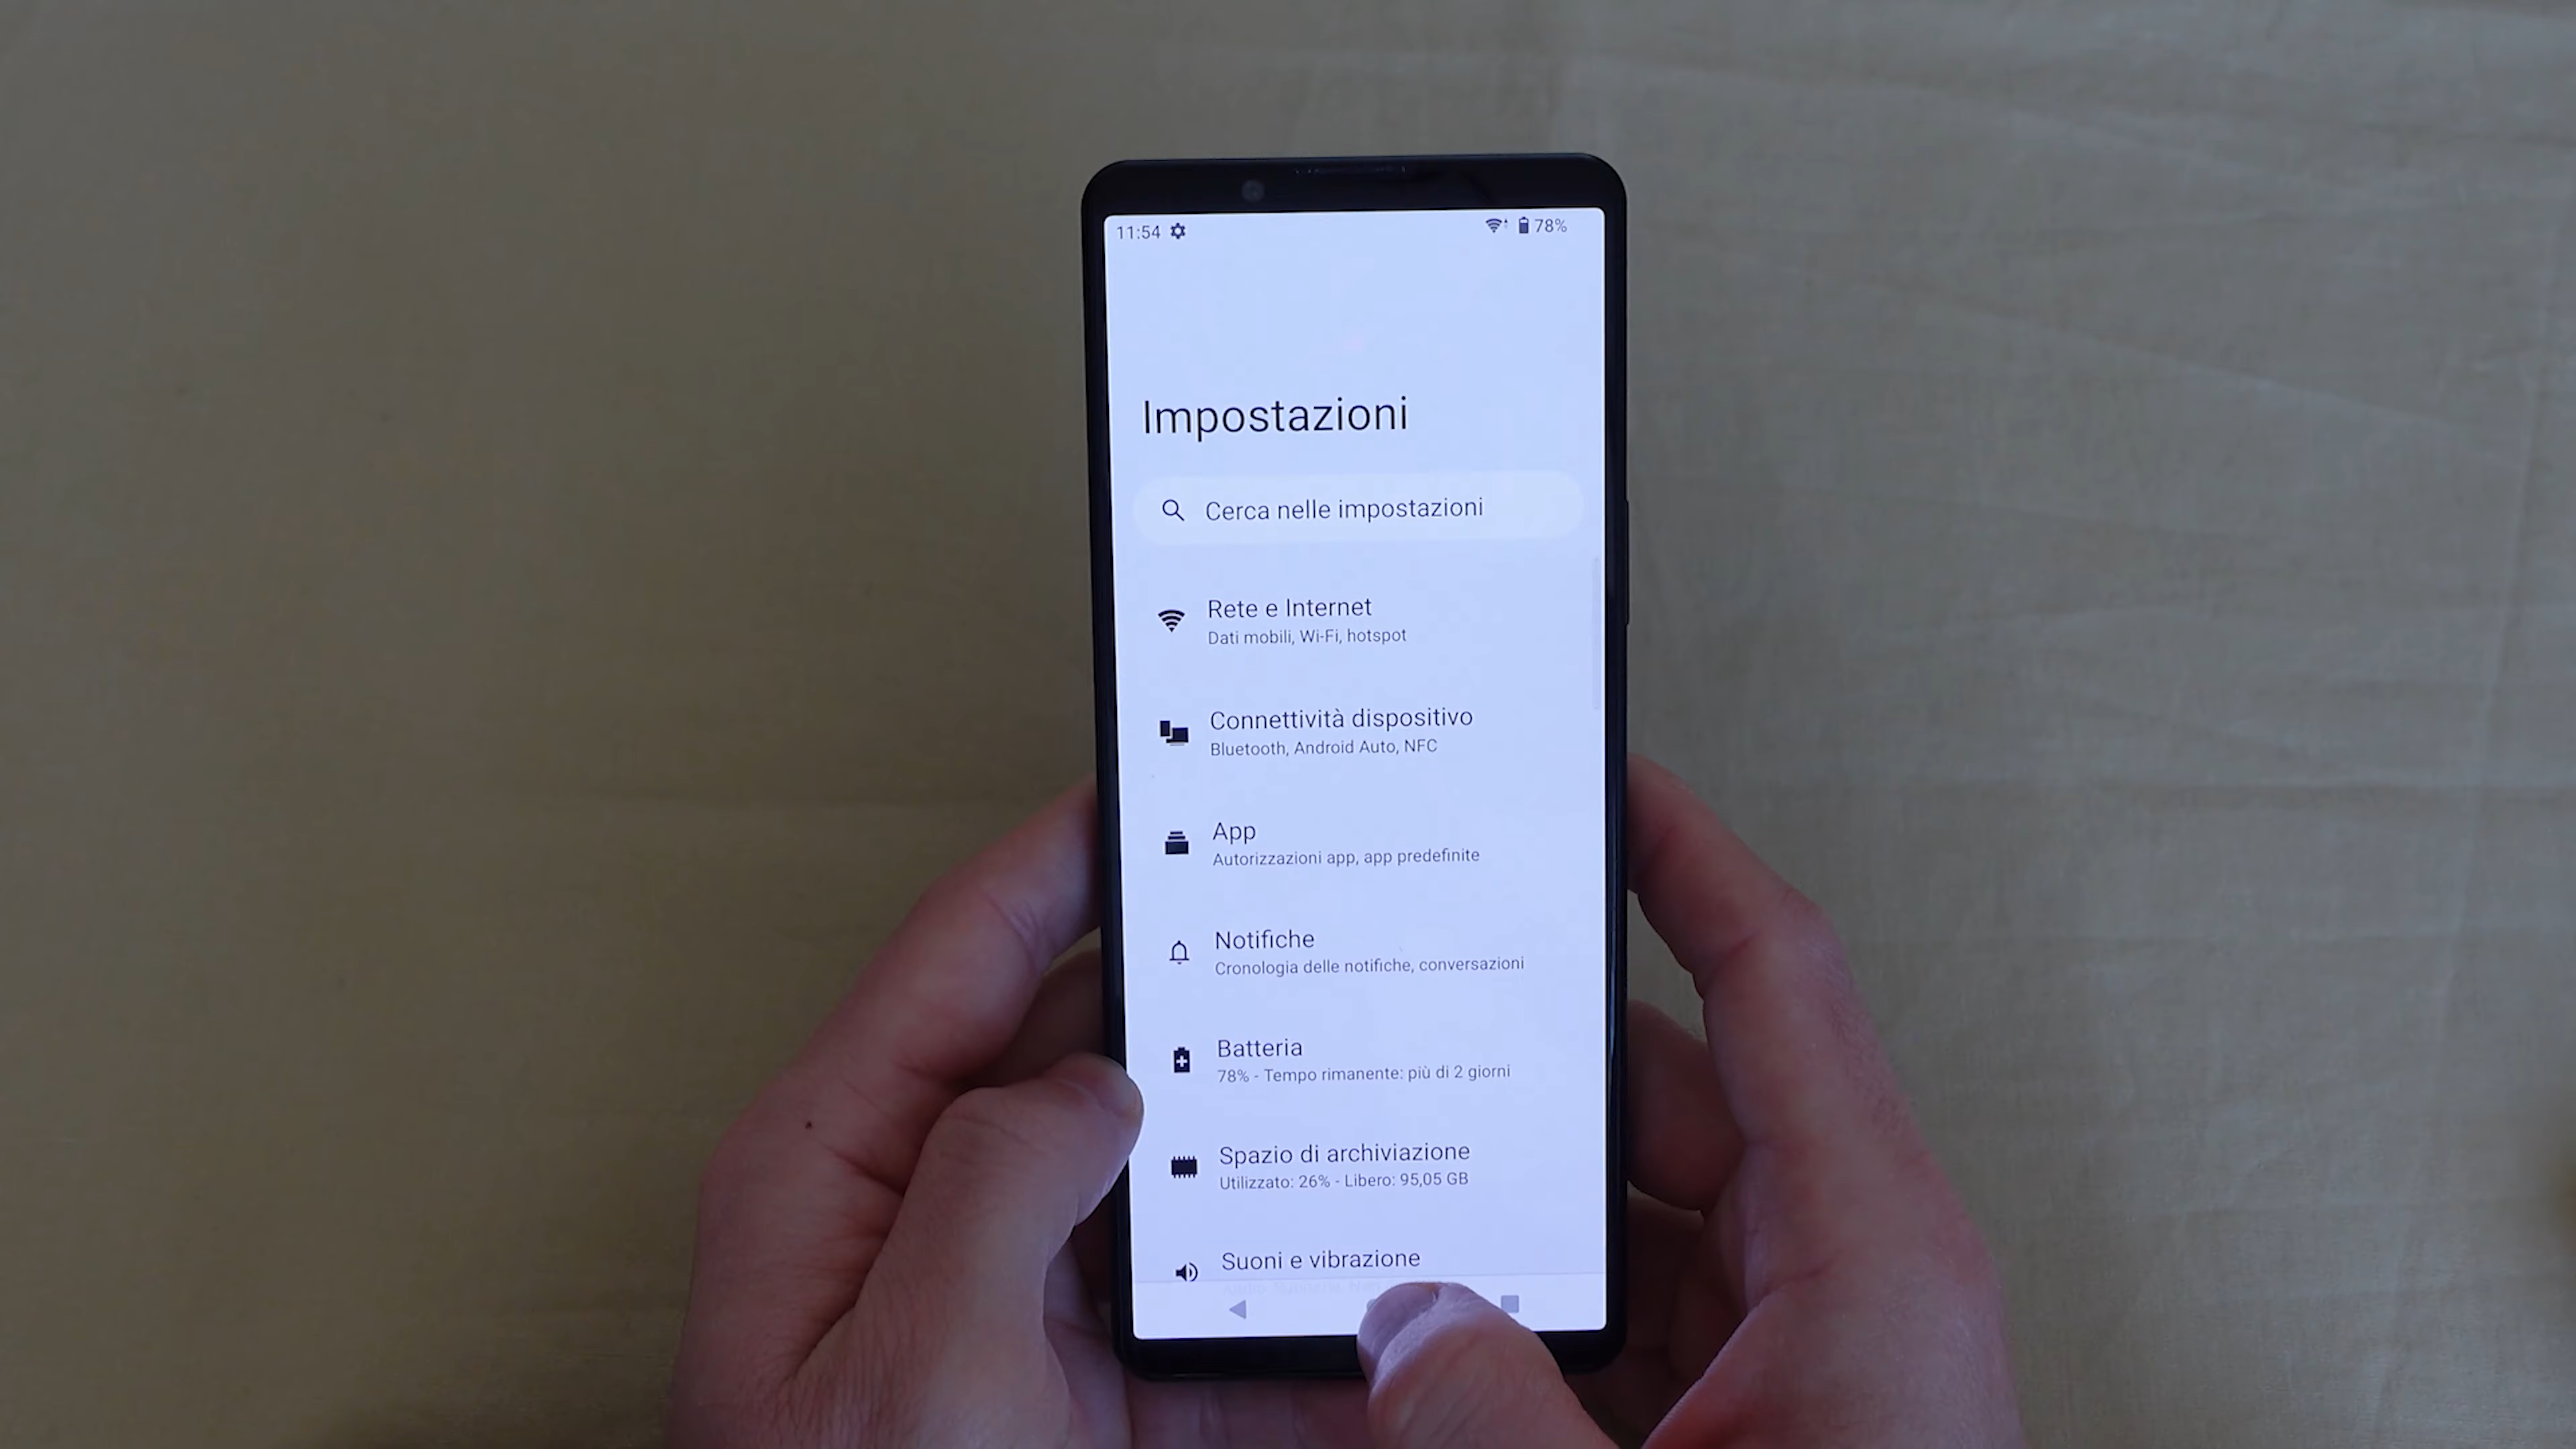 11:54 78%
Impostazioni
Cerca nelle impostazioni
Rete e Internet
Dati mobili, Wi-Fi, hotspot
Connettività dispositivo
Bluetooth, Android Auto, NFC
App
Autorizzazioni app, app predefinite
Notifiche
Cronologia delle notifiche, conversazioni
Batteria
78% - Tempo rimanente: più di 2 giorni
Spazio di archiviazione
Utilizzato: 26% - Libero: 95,05 GB
Suoni e vibrazione